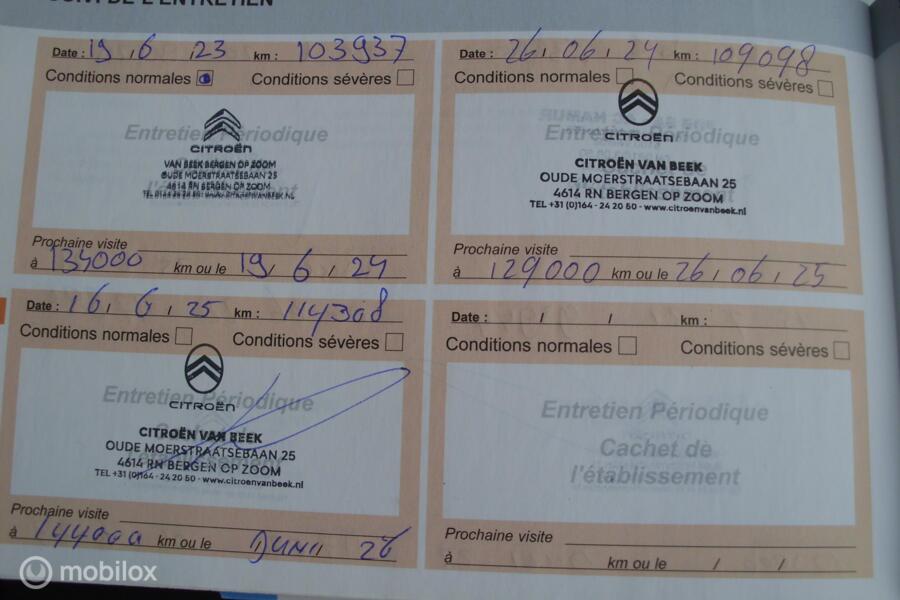 SUIVI DE L'ENTRETIEN
Date : 19, 6, 23 km : 103937
Conditions normales Conditions sévères
Entretien Périodique
CITROËN
VAN BEEK BERGEN OP ZOOM
OUDE MOERSTRAATSEBAAN 25
4614 RN BERGEN OP ZOOM
Prochaine visite
à 134000 km ou le 19, 6, 24
Date : 26, 06, 24 km : 109098
Conditions normales Conditions sévères
Entretien Périodique
CITROËN
CITROËN VAN BEEK
OUDE MOERSTRAATSEBAAN 25
4614 RN BERGEN OP ZOOM
TEL +31 (0)164 - 24 20 50 - www.citroenvanbeek.nl
Prochaine visite
à 129000 km ou le 26, 06, 25
Date : 16, 6, 25 km : 114308
Conditions normales Conditions sévères
Entretien Périodique
CITROËN
CITROËN VAN BEEK
OUDE MOERSTRAATSEBAAN 25
4614 RN BERGEN OP ZOOM
TEL +31 (0)164 - 24 20 50 - www.citroenvanbeek.nl
Prochaine visite
à 144000 km ou le Juni 26
Date : / / km :
Conditions normales Conditions sévères
Entretien Périodique
Cachet de
l'établissement
Prochaine visite
à km ou le / /
mobilox